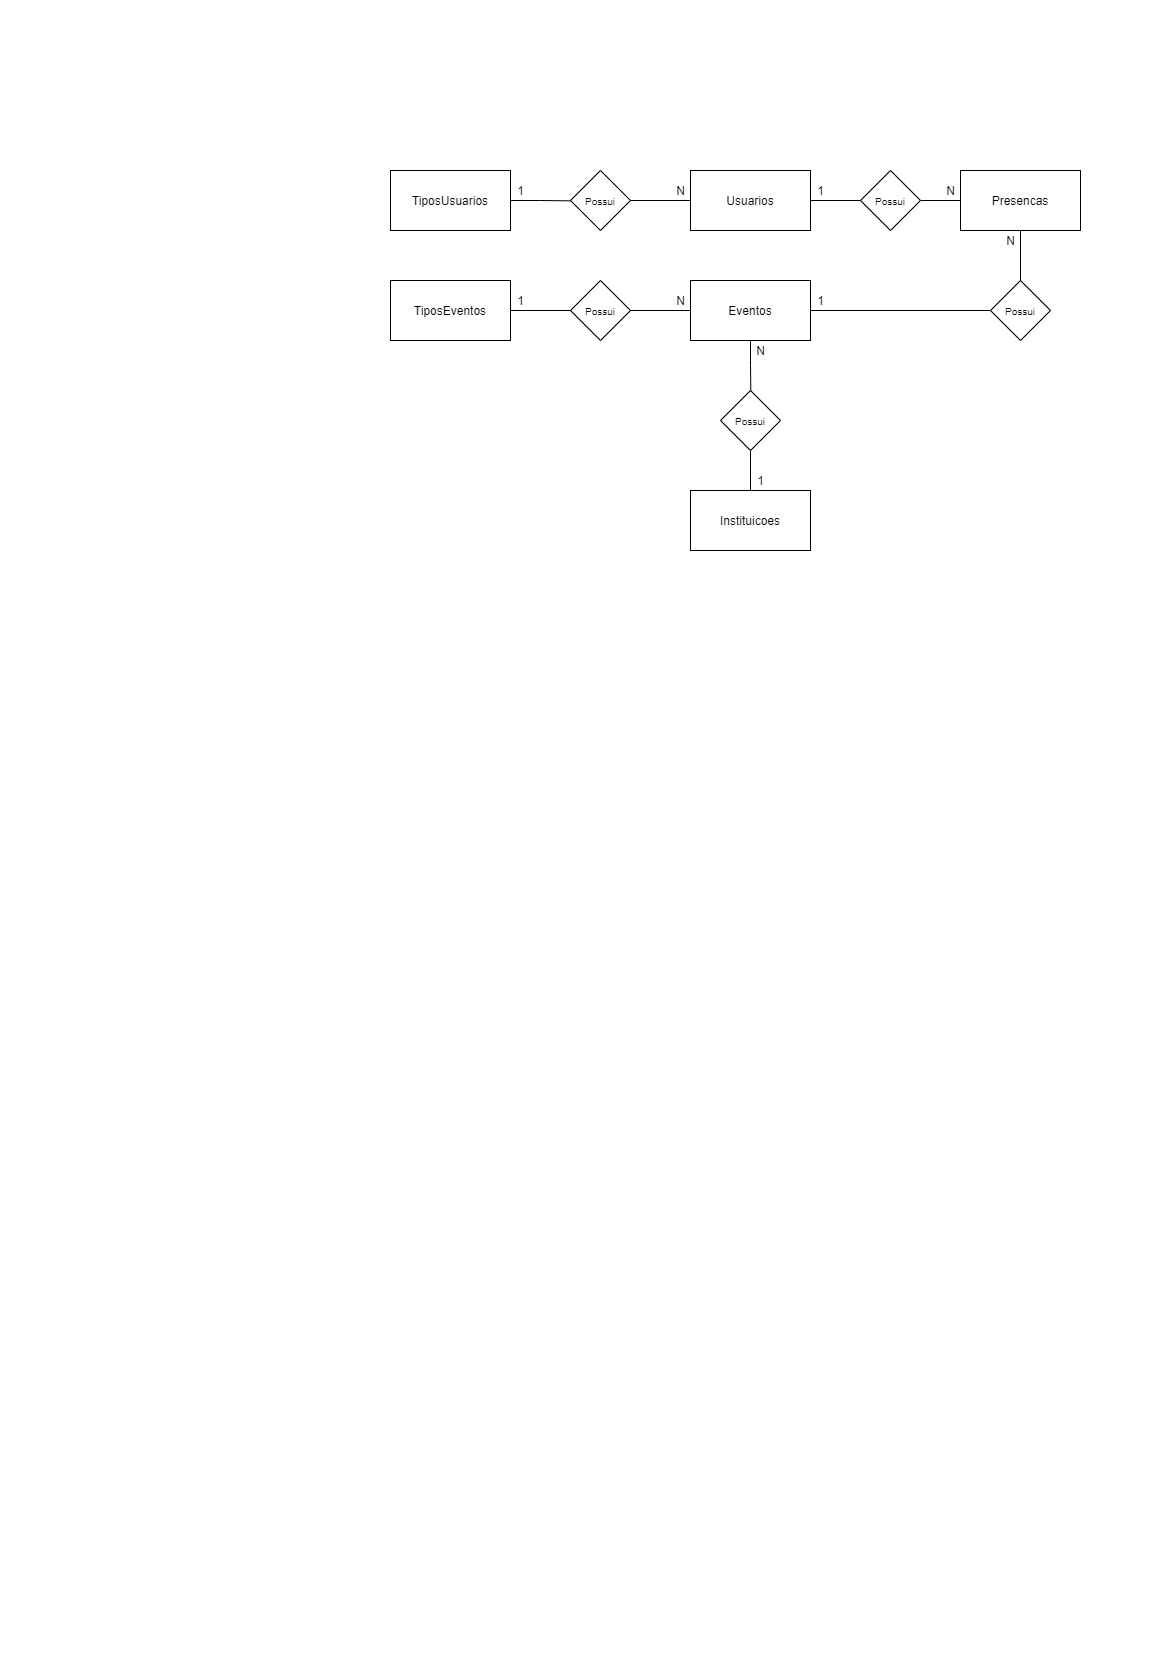 TiposUsuarios 1 Possui N Usuarios 1 Possui N Presencas
N
TiposEventos 1 Possui N Eventos 1 Possui
N
Possui
1
Instituicoes